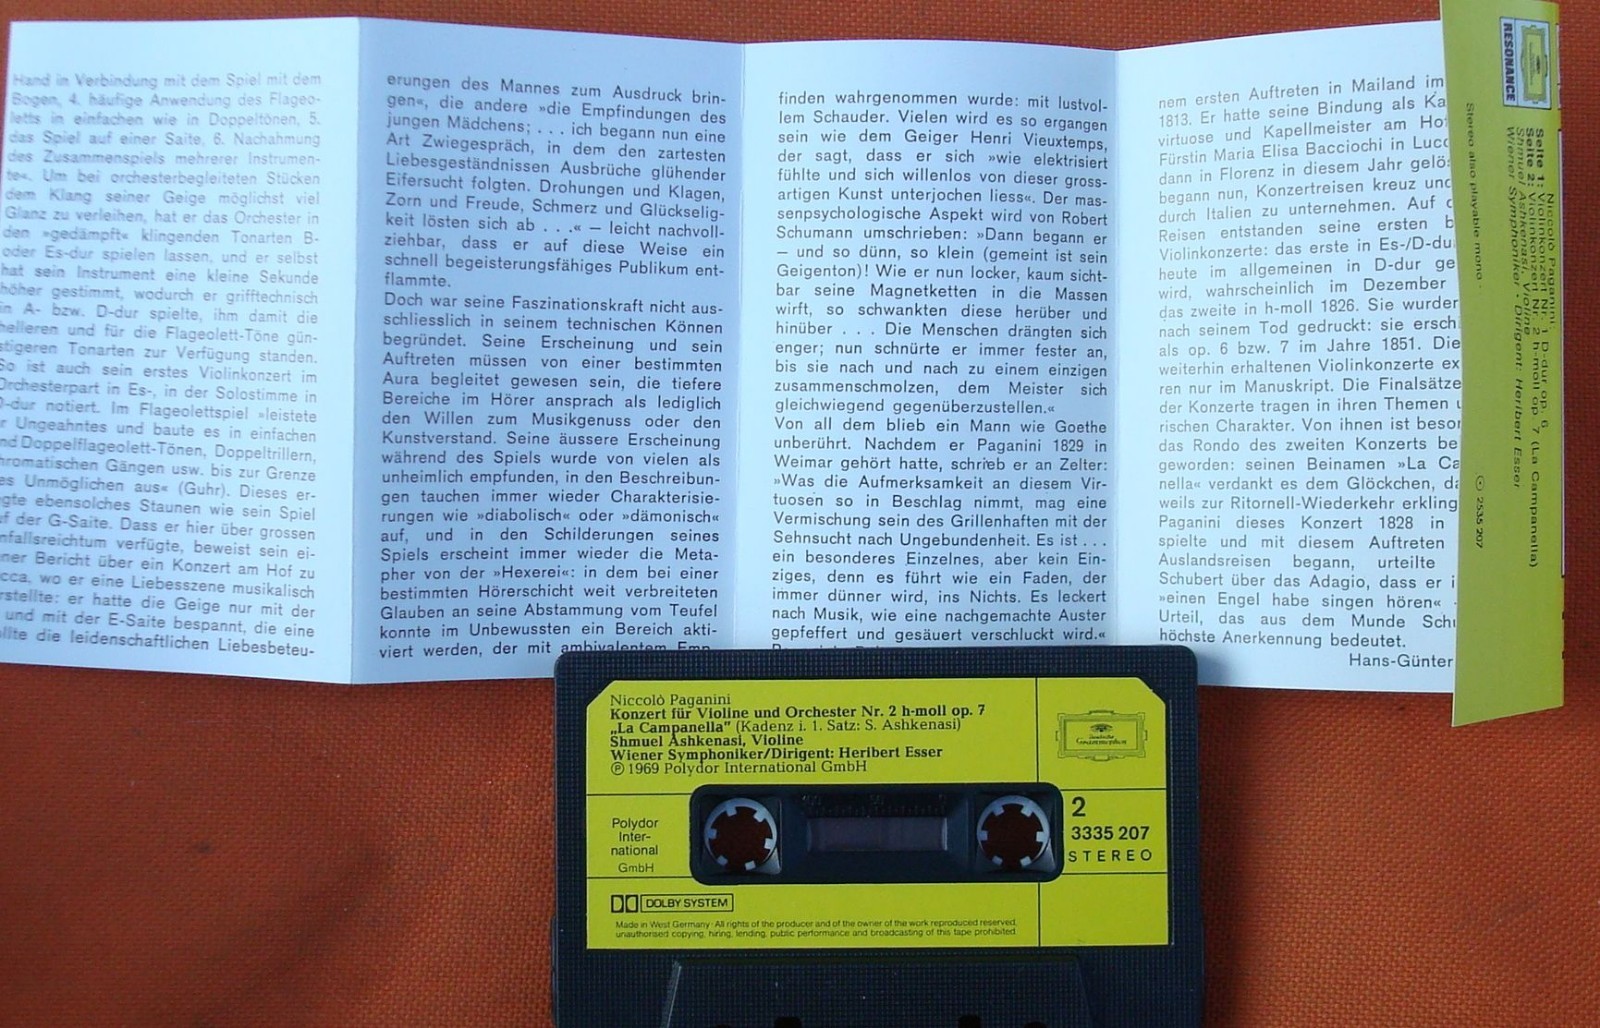 Hand in Verbindung mit dem Spiel mit dem
Bogen, 4. häufige Anwendung des Flageo-
letts in einfachen wie in Doppeltönen, 5.
das Spiel auf einer Saite, 6. Nachahmung
des Zusammenspiels mehrerer Instrumen-
te«. Um bei orchesterbegleiteten Stücken
dem Klang seiner Geige möglichst viel
Glanz zu verleihen, hat er das Orchester in
den »gedämpft« klingenden Tonarten B-
oder Es-dur spielen lassen, und er selbst
hat sein Instrument eine kleine Sekunde
höher gestimmt, wodurch er grifftechnisch
in A- bzw. D-dur spielte, ihm damit die
helleren und für die Flageolett-Töne gün-
stigeren Tonarten zur Verfügung standen.
So ist auch sein erstes Violinkonzert im
Orchesterpart in Es-, in der Solostimme in
D-dur notiert. Im Flageolettspiel »leistete
r Ungeahntes und baute es in einfachen
nd Doppelflageolett-Tönen, Doppeltrillern,
hromatischen Gängen usw. bis zur Grenze
es Unmöglichen aus« (Guhr). Dieses er-
egte ebensolches Staunen wie sein Spiel
uf der G-Saite. Dass er hier über grossen
nfallsreichtum verfügte, beweist sein ei-
ner Bericht über ein Konzert am Hof zu
cca, wo er eine Liebesszene musikalisch
rstellte: er hatte die Geige nur mit der
und mit der E-Saite bespannt, die eine
llte die leidenschaftlichen Liebesbeteu-
erungen des Mannes zum Ausdruck brin-
gen«, die andere »die Empfindungen des
jungen Mädchens; . . . ich begann nun eine
Art Zwiegespräch, in dem den zartesten
Liebesgeständnissen Ausbrüche glühender
Eifersucht folgten. Drohungen und Klagen,
Zorn und Freude, Schmerz und Glückselig-
keit lösten sich ab . . .« – leicht nachvoll-
ziehbar, dass er auf diese Weise ein
schnell begeisterungsfähiges Publikum ent-
flammte.
Doch war seine Faszinationskraft nicht aus-
schliesslich in seinem technischen Können
begründet. Seine Erscheinung und sein
Auftreten müssen von einer bestimmten
Aura begleitet gewesen sein, die tiefere
Bereiche im Hörer ansprach als lediglich
den Willen zum Musikgenuss oder den
Kunstverstand. Seine äussere Erscheinung
während des Spiels wurde von vielen als
unheimlich empfunden, in den Beschreibun-
gen tauchen immer wieder Charakterisie-
rungen wie »diabolisch« oder »dämonisch«
auf, und in den Schilderungen seines
Spiels erscheint immer wieder die Meta-
pher von der »Hexerei«: in dem bei einer
bestimmten Hörerschicht weit verbreiteten
Glauben an seine Abstammung vom Teufel
konnte im Unbewussten ein Bereich akti-
viert werden, der mit ambivalentem Emp-
finden wahrgenommen wurde: mit lustvol-
lem Schauder. Vielen wird es so ergangen
sein wie dem Geiger Henri Vieuxtemps,
der sagt, dass er sich »wie elektrisiert
fühlte und sich willenlos von dieser gross-
artigen Kunst unterjochen liess«. Der mas-
senpsychologische Aspekt wird von Robert
Schumann umschrieben: »Dann begann er
– und so dünn, so klein (gemeint ist sein
Geigenton)! Wie er nun locker, kaum sicht-
bar seine Magnetketten in die Massen
wirft, so schwankten diese herüber und
hinüber . . . Die Menschen drängten sich
enger; nun schnürte er immer fester an,
bis sie nach und nach zu einem einzigen
zusammenschmolzen, dem Meister sich
gleichwiegend gegenüberzustellen.«
Von all dem blieb ein Mann wie Goethe
unberührt. Nachdem er Paganini 1829 in
Weimar gehört hatte, schrieb er an Zelter:
»Was die Aufmerksamkeit an diesem Vir-
tuosen so in Beschlag nimmt, mag eine
Vermischung sein des Grillenhaften mit der
Sehnsucht nach Ungebundenheit. Es ist . . .
ein besonderes Einzelnes, aber kein Ein-
ziges, denn es führt wie ein Faden, der
immer dünner wird, ins Nichts. Es leckert
nach Musik, wie eine nachgemachte Auster
gepfeffert und gesäuert verschluckt wird.«
nem ersten Auftreten in Mailand im
1813. Er hatte seine Bindung als Ka
virtuose und Kapellmeister am Hof
Fürstin Maria Elisa Bacciochi in Lucc
dann in Florenz in diesem Jahr gelö
begann nun, Konzertreisen kreuz und
durch Italien zu unternehmen. Auf d
Reisen entstanden seine ersten b
Violinkonzerte: das erste in Es-/D-du
heute im allgemeinen in D-dur ge
wird, wahrscheinlich im Dezember
das zweite in h-moll 1826. Sie wurden
nach seinem Tod gedruckt: sie ersch
als op. 6 bzw. 7 im Jahre 1851. Die
weiterhin erhaltenen Violinkonzerte ex
ren nur im Manuskript. Die Finalsätze
der Konzerte tragen in ihren Themen
rischen Charakter. Von ihnen ist beson
das Rondo des zweiten Konzerts be
geworden: seinen Beinamen »La Ca
nella« verdankt es dem Glöckchen, da
weils zur Ritornell-Wiederkehr erkling
Paganini dieses Konzert 1828 in
spielte und mit diesem Auftreten
Auslandsreisen begann, urteilte
Schubert über das Adagio, dass er i
»einen Engel habe singen hören«
Urteil, das aus dem Munde Schu
höchste Anerkennung bedeutet.
Hans-Günter
RESONANCE
Niccolò Paganini:
Seite 1: Violinkonzert Nr. 1 D-dur op. 6
Seite 2: Violinkonzert Nr. 2 h-moll op. 7 (La Campanella)
Shmuel Ashkenasi, Violine
Wiener Symphoniker · Dirigent: Heribert Esser
Stereo also playable mono
2535 207
Niccolò Paganini
Konzert für Violine und Orchester Nr. 2 h-moll op. 7
„La Campanella” (Kadenz i. 1. Satz: S. Ashkenasi)
Shmuel Ashkenasi, Violine
Wiener Symphoniker/Dirigent: Heribert Esser
℗ 1969 Polydor International GmbH
Deutsche
Grammophon
Polydor
Inter-
national
GmbH
2
3335 207
STEREO
DOLBY SYSTEM
Made in West Germany · All rights of the producer and of the owner of the work reproduced reserved,
unauthorised copying, hiring, lending, public performance and broadcasting of this tape prohibited